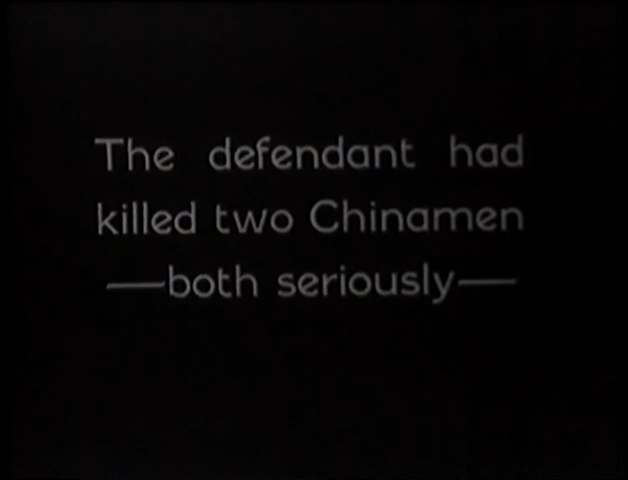 The defendant had
killed two Chinamen
—both seriously—